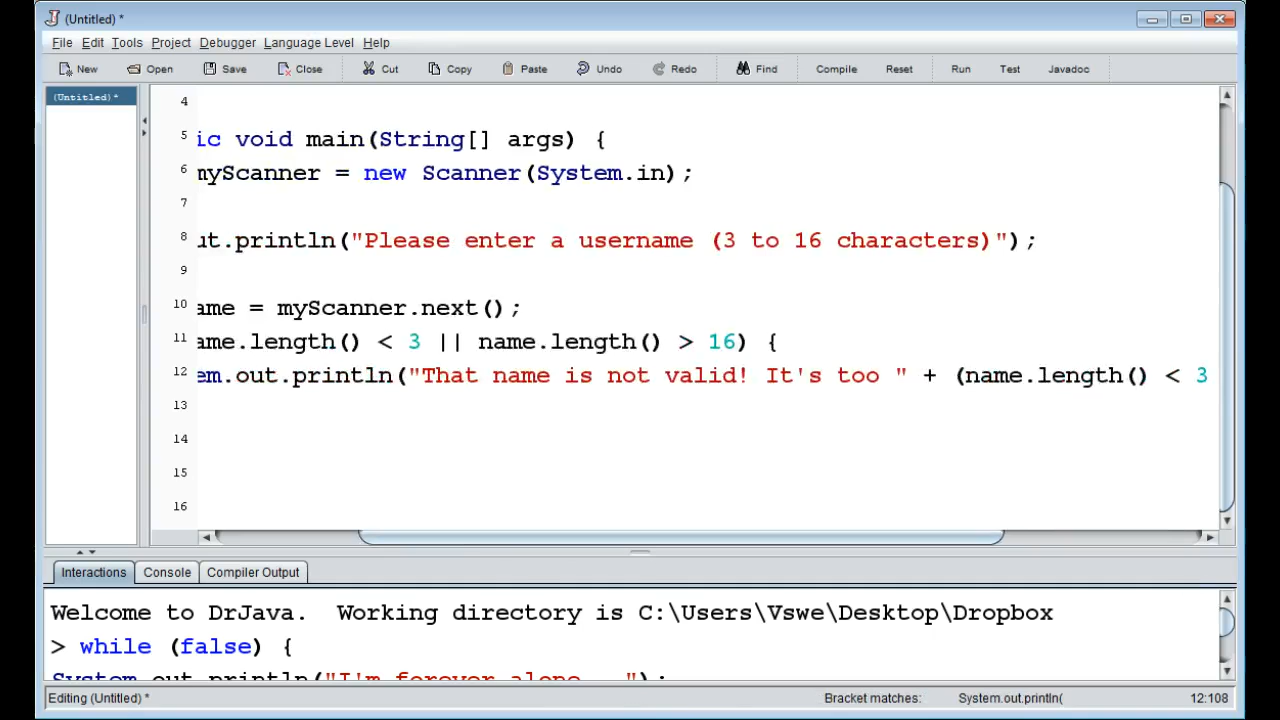 (Untitled) *
File Edit Tools Project Debugger Language Level Help
New Open Save Close Cut Copy Paste Undo Redo Find Compile Reset Run Test Javadoc
(Untitled) *
4
5 ic void main(String[] args) {
6 myScanner = new Scanner(System.in);
7
8 ut.println("Please enter a username (3 to 16 characters)");
9
10 ame = myScanner.next();
11 ame.length() < 3 || name.length() > 16) {
12 em.out.println("That name is not valid! It's too " + (name.length() < 3
13
14
15
16
Interactions Console Compiler Output
Welcome to DrJava. Working directory is C:\Users\Vswe\Desktop\Dropbox
> while (false) {
System.out.println("I'm forever alone...");
Editing (Untitled) * Bracket matches: System.out.println( 12:108